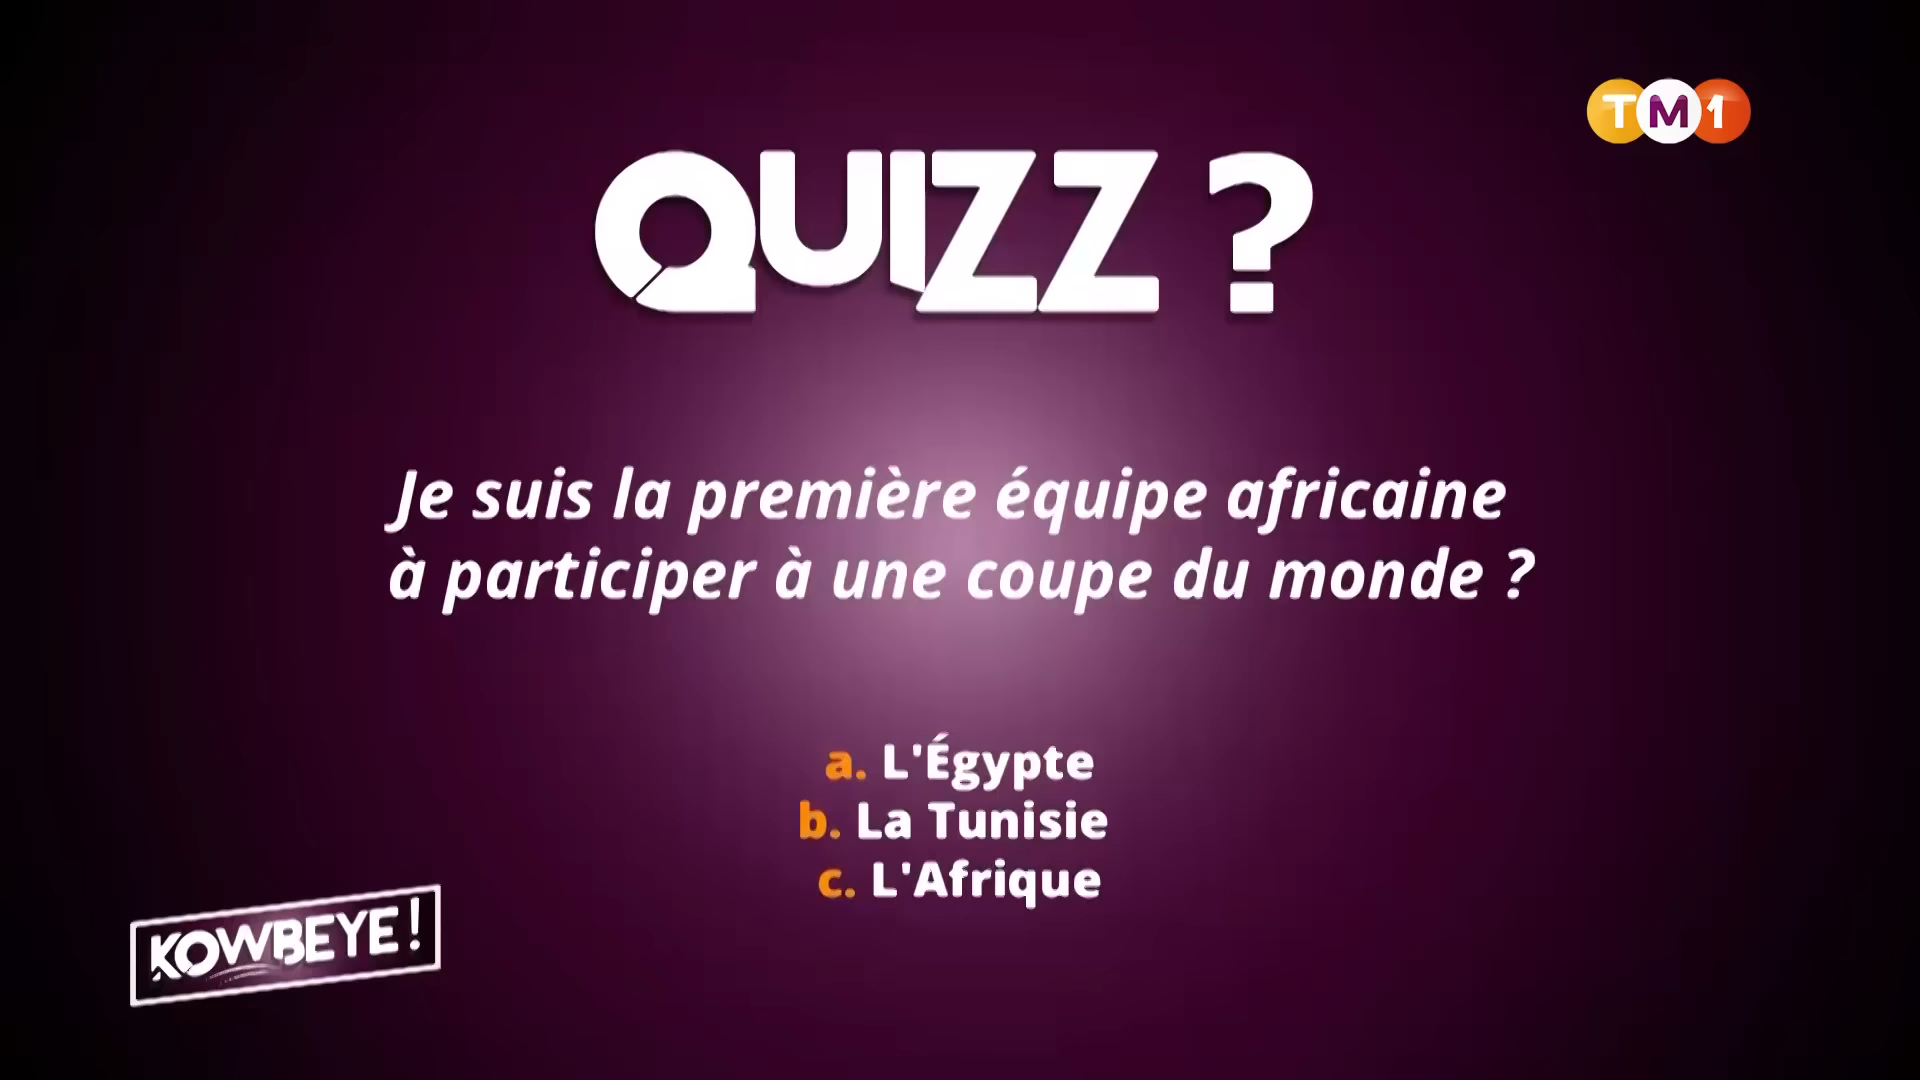 TM1
QUIZZ ?
Je suis la première équipe africaine
à participer à une coupe du monde ?
a. L'Égypte
b. La Tunisie
c. L'Afrique
KOWBEYE !